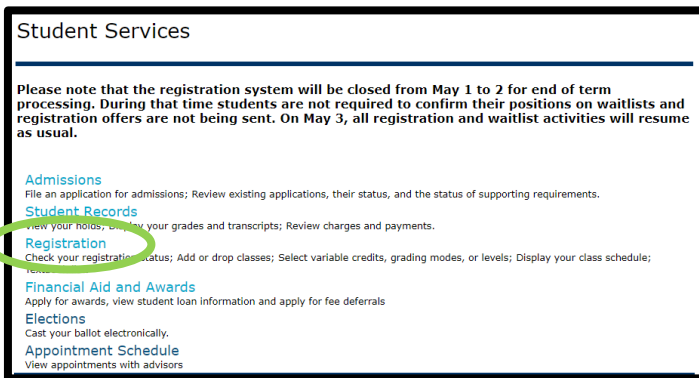 Student Services
Please note that the registration system will be closed from May 1 to 2 for end of term
processing. During that time students are not required to confirm their positions on waitlists and
registration offers are not being sent. On May 3, all registration and waitlist activities will resume
as usual.
Admissions
File an application for admissions; Review existing applications, their status, and the status of supporting requirements.
Student Records
View your holds; Display your grades and transcripts; Review charges and payments.
Registration
Check your registration status; Add or drop classes; Select variable credits, grading modes, or levels; Display your class schedule;
Financial Aid and Awards
Apply for awards, view student loan information and apply for fee deferrals
Elections
Cast your ballot electronically.
Appointment Schedule
View appointments with advisors